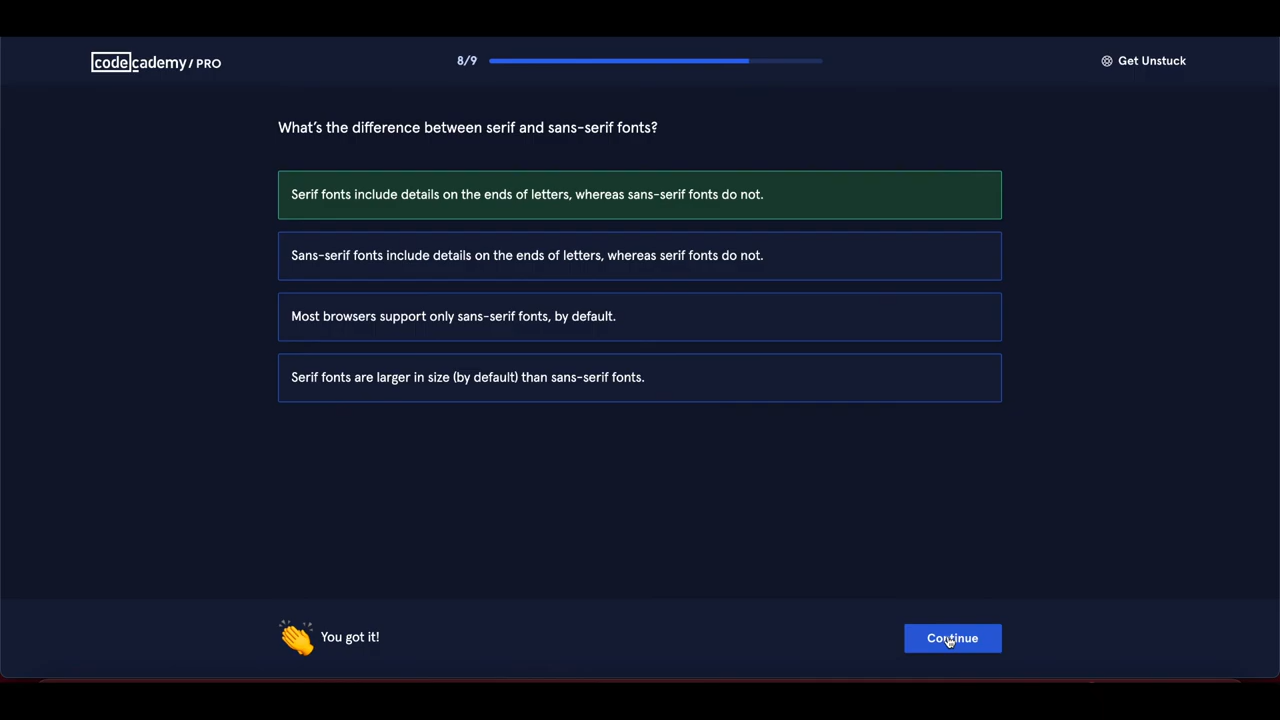 codecademy/PRO
8/9
Get Unstuck
What's the difference between serif and sans-serif fonts?
Serif fonts include details on the ends of letters, whereas sans-serif fonts do not.
Sans-serif fonts include details on the ends of letters, whereas serif fonts do not.
Most browsers support only sans-serif fonts, by default.
Serif fonts are larger in size (by default) than sans-serif fonts.
You got it!
Continue